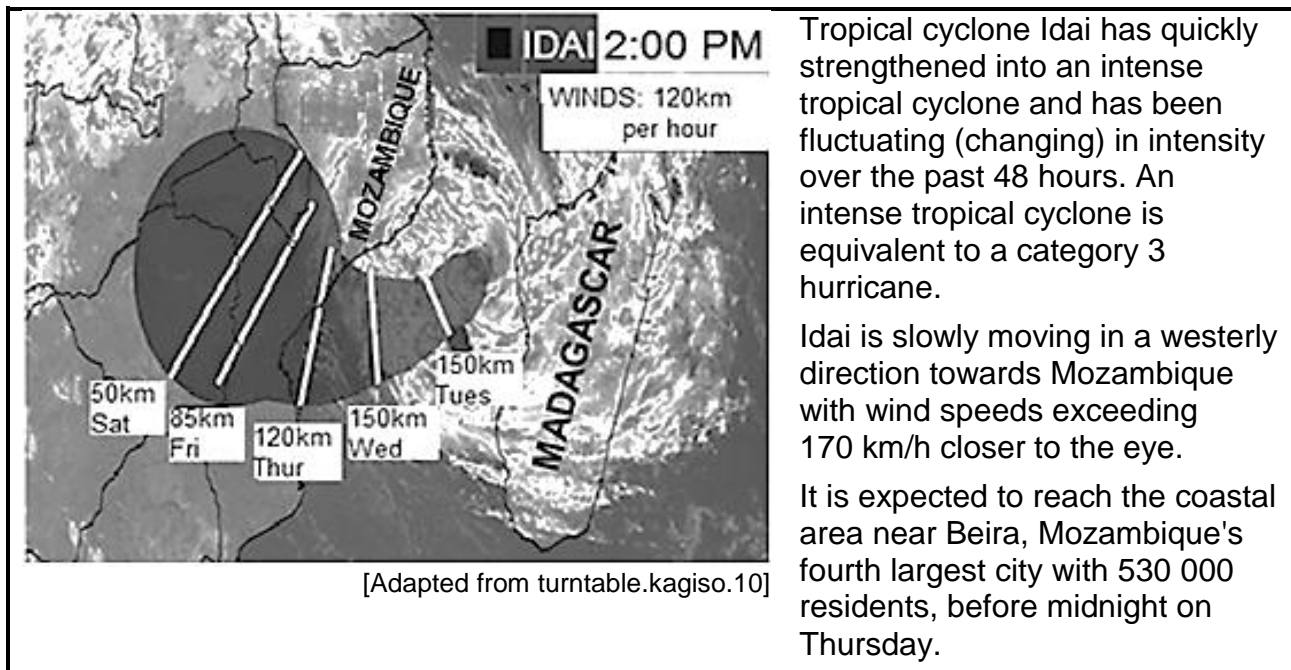 IDAI 2:00 PM
WINDS: 120km
per hour
MOZAMBIQUE
MADAGASCAR
50km
Sat
85km
Fri
120km
Thur
150km
Wed
150km
Tues
[Adapted from turntable.kagiso.10]
Tropical cyclone Idai has quickly
strengthened into an intense
tropical cyclone and has been
fluctuating (changing) in intensity
over the past 48 hours. An
intense tropical cyclone is
equivalent to a category 3
hurricane.
Idai is slowly moving in a westerly
direction towards Mozambique
with wind speeds exceeding
170 km/h closer to the eye.
It is expected to reach the coastal
area near Beira, Mozambique's
fourth largest city with 530 000
residents, before midnight on
Thursday.